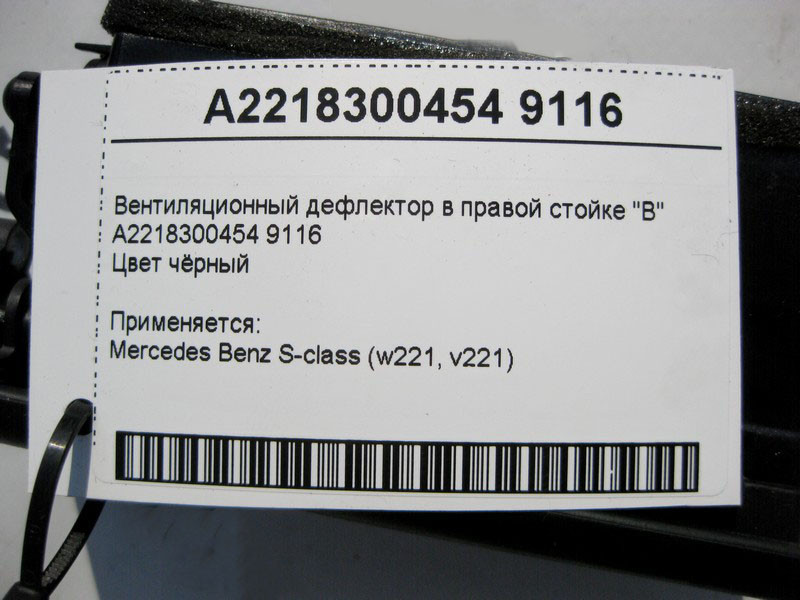 A2218300454 9116
Вентиляционный дефлектор в правой стойке "В"
A2218300454 9116
Цвет чёрный
Применяется:
Mercedes Benz S-class (w221, v221)